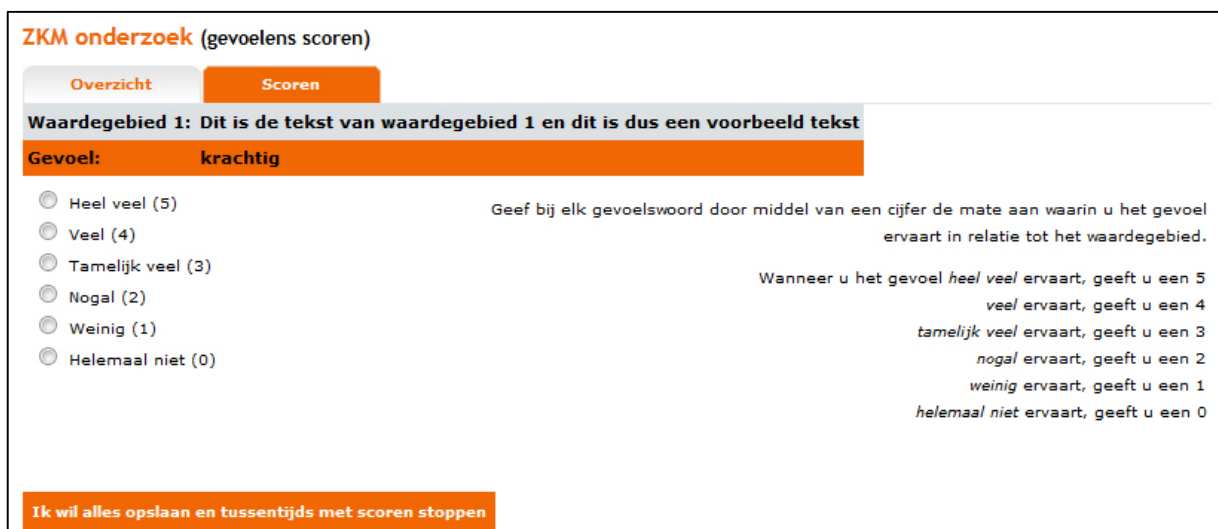 ZKM onderzoek (gevoelens scoren)
Overzicht
Scoren
Waardegebied 1: Dit is de tekst van waardegebied 1 en dit is dus een voorbeeld tekst
Gevoel: krachtig
Heel veel (5)
Veel (4)
Tamelijk veel (3)
Nogal (2)
Weinig (1)
Helemaal niet (0)
Geef bij elk gevoelswoord door middel van een cijfer de mate aan waarin u het gevoel
ervaart in relatie tot het waardegebied.
Wanneer u het gevoel heel veel ervaart, geeft u een 5
veel ervaart, geeft u een 4
tamelijk veel ervaart, geeft u een 3
nogal ervaart, geeft u een 2
weinig ervaart, geeft u een 1
helemaal niet ervaart, geeft u een 0
Ik wil alles opslaan en tussentijds met scoren stoppen